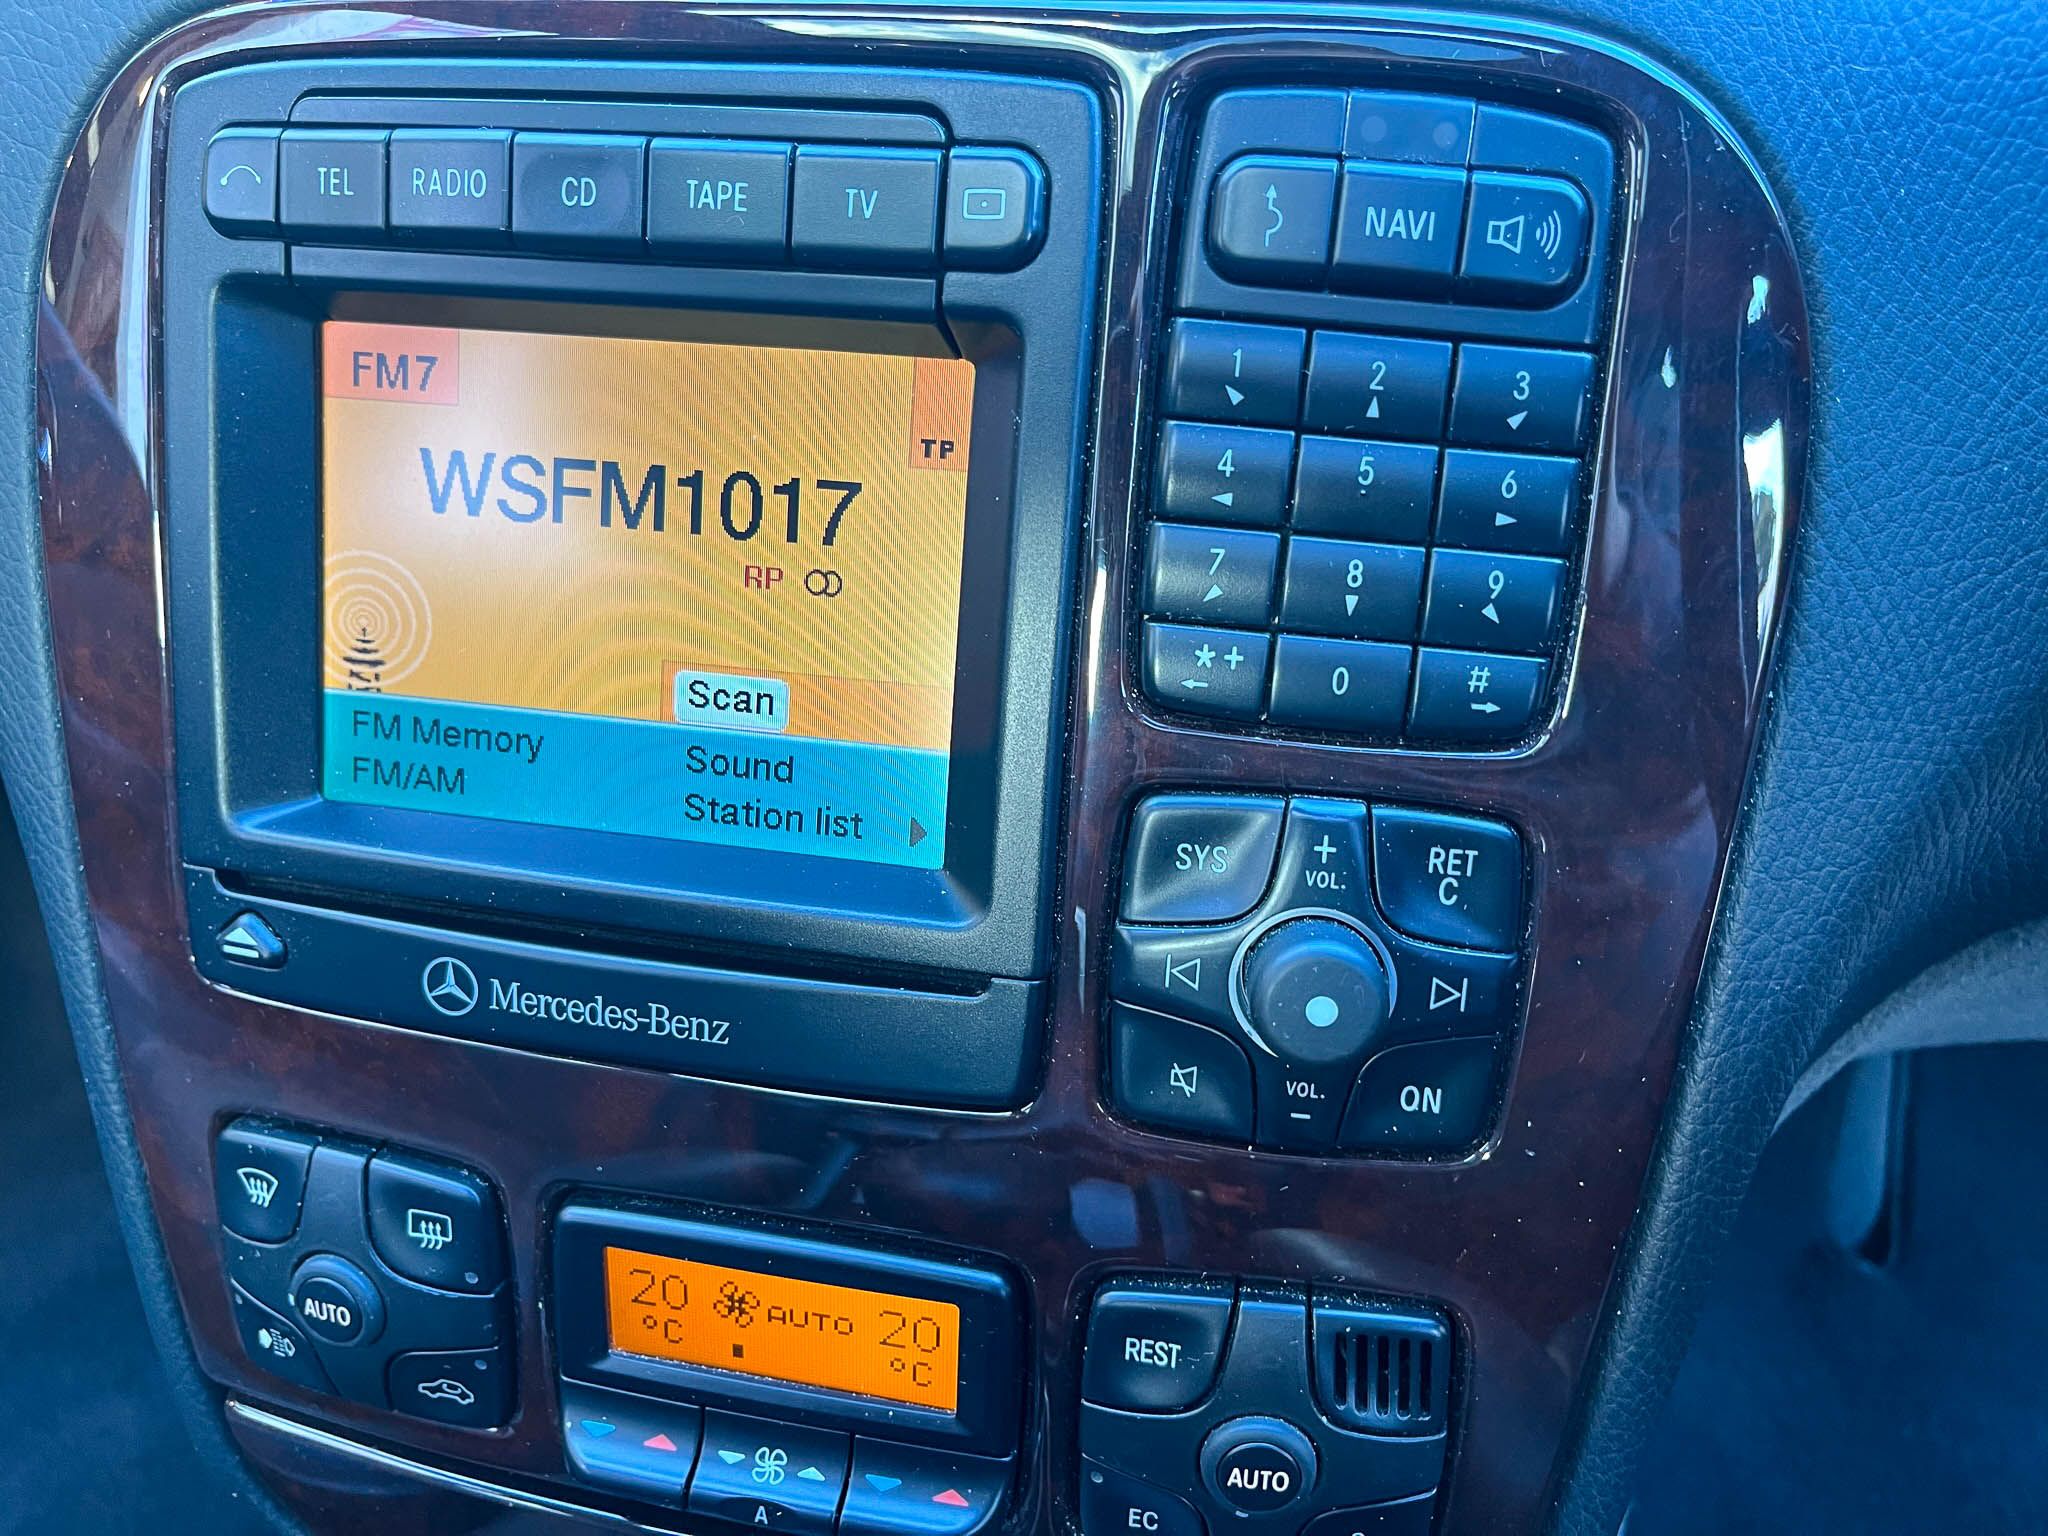 TEL RADIO CD TAPE TV
NAVI
FM7
TP
WSFM1017
RP
Scan
FM Memory
Sound
FM/AM
Station list
Mercedes-Benz
1 2 3
4 5 6
7 8 9
*+ 0 #
SYS
+
VOL.
RET
C
VOL.
−
ON
AUTO
20 AUTO 20
°C °C
A
REST
AUTO
EC